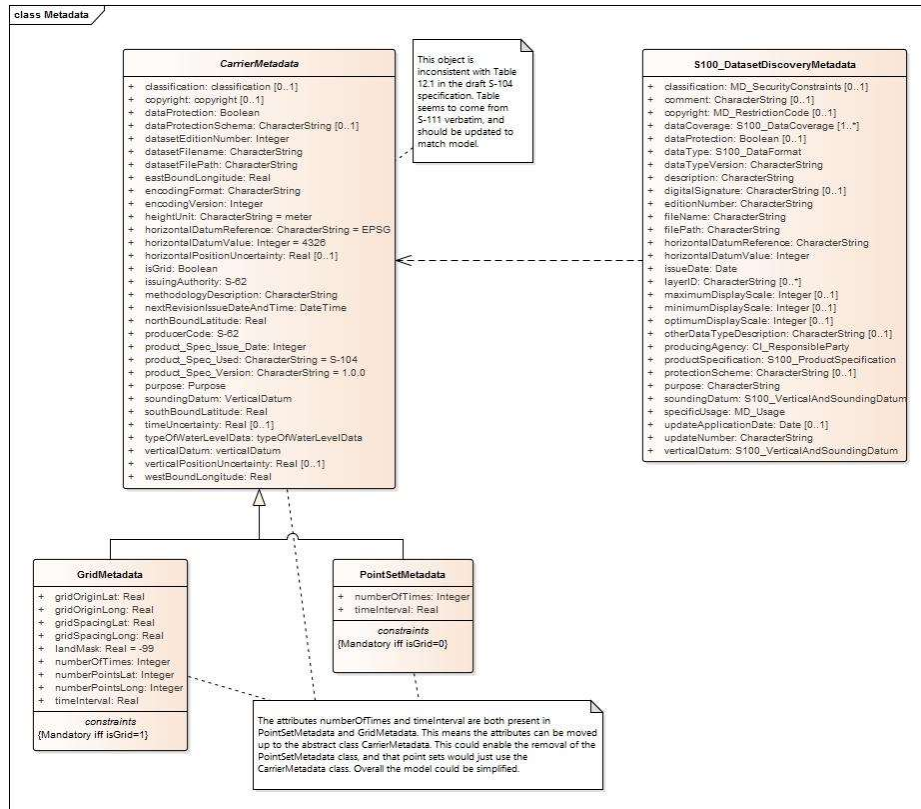 class Metadata
CarrierMetadata
+ classification: classification [0..1]
+ copyright: copyright [0..1]
+ dataProtection: Boolean
+ dataProtectionSchema: CharacterString [0..1]
+ datasetEditionNumber: Integer
+ datasetFilename: CharacterString
+ datasetFilePath: CharacterString
+ eastBoundLongitude: Real
+ encodingFormat: CharacterString
+ encodingVersion: Integer
+ heightUnit: CharacterString = meter
+ horizontalDatumReference: CharacterString = EPSG
+ horizontalDatumValue: Integer = 4326
+ horizontalPositionUncertainty: Real [0..1]
+ isGrid: Boolean
+ issuingAuthority: S-62
+ methodologyDescription: CharacterString
+ nextRevisionIssueDateAndTime: DateTime
+ northBoundLatitude: Real
+ producerCode: S-62
+ product_Spec_Issue_Date: Integer
+ product_Spec_Used: CharacterString = S-104
+ product_Spec_Version: CharacterString = 1.0.0
+ purpose: Purpose
+ soundingDatum: VerticalDatum
+ southBoundLatitude: Real
+ timeUncertainty: Real [0..1]
+ typeOfWaterLevelData: typeOfWaterLevelData
+ verticalDatum: verticalDatum
+ verticalPositionUncertainty: Real [0..1]
+ westBoundLongitude: Real
This object is
inconsistent with Table
12.1 in the draft S-104
specification. Table
seems to come from
S-111 verbatim, and
should be updated to
match model.
S100_DatasetDiscoveryMetadata
+ classification: MD_SecurityConstraints [0..1]
+ comment: CharacterString [0..1]
+ copyright: MD_RestrictionCode [0..1]
+ dataCoverage: S100_DataCoverage [1..*]
+ dataProtection: Boolean [0..1]
+ dataType: S100_DataFormat
+ dataTypeVersion: CharacterString
+ description: CharacterString
+ digitalSignature: CharacterString [0..1]
+ editionNumber: CharacterString
+ fileName: CharacterString
+ filePath: CharacterString
+ horizontalDatumReference: CharacterString
+ horizontalDatumValue: Integer
+ issueDate: Date
+ layerID: CharacterString [0..*]
+ maximumDisplayScale: Integer [0..1]
+ minimumDisplayScale: Integer [0..1]
+ optimumDisplayScale: Integer [0..1]
+ otherDataTypeDescription: CharacterString [0..1]
+ producingAgency: CI_ResponsibleParty
+ productSpecification: S100_ProductSpecification
+ protectionScheme: CharacterString [0..1]
+ purpose: CharacterString
+ soundingDatum: S100_VerticalAndSoundingDatum
+ specificUsage: MD_Usage
+ updateApplicationDate: Date [0..1]
+ updateNumber: CharacterString
+ verticalDatum: S100_VerticalAndSoundingDatum
GridMetadata
+ gridOriginLat: Real
+ gridOriginLong: Real
+ gridSpacingLat: Real
+ gridSpacingLong: Real
+ landMask: Real = -99
+ numberOfTimes: Integer
+ numberPointsLat: Integer
+ numberPointsLong: Integer
+ timeInterval: Real
constraints
{Mandatory iff isGrid=1}
PointSetMetadata
+ numberOfTimes: Integer
+ timeInterval: Real
constraints
{Mandatory iff isGrid=0}
The attributes numberOfTimes and timeInterval are both present in
PointSetMetadata and GridMetadata. This means the attributes can be moved
up to the abstract class CarrierMetadata. This could enable the removal of the
PointSetMetadata class, and that point sets would just use the
CarrierMetadata class. Overall the model could be simplified.